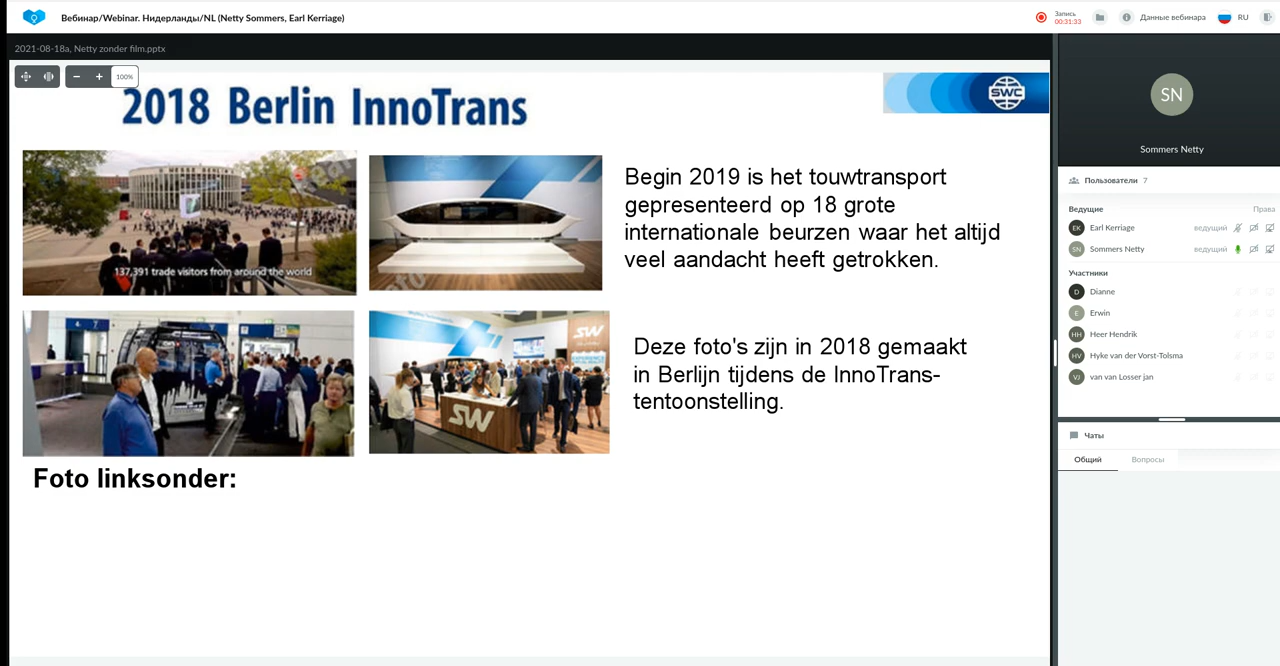 Вебинар/Webinar. Нидерланды/NL (Netty Sommers, Earl Kerriage)
Запись
00:31:33
Данные вебинара
RU
2021-08-18a, Netty zonder film.pptx
100%
2018 Berlin InnoTrans
SWC
137,391 trade visitors from around the world
Begin 2019 is het touwtransport
gepresenteerd op 18 grote
internationale beurzen waar het altijd
veel aandacht heeft getrokken.
SW
SW
Deze foto's zijn in 2018 gemaakt
in Berlijn tijdens de InnoTrans-
tentoonstelling.
Foto linksonder:
SN
Sommers Netty
Пользователи 7
Ведущие
Права
EK Earl Kerriage ведущий
SN Sommers Netty ведущий
Участники
D Dianne
E Erwin
HH Heer Hendrik
HV Hyke van der Vorst-Tolsma
VJ van van Losser jan
Чаты
Общий
Вопросы